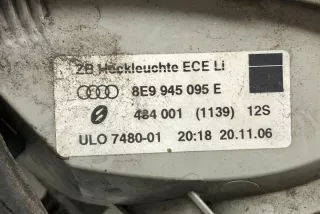 ZB Heckleuchte ECE Li
8E9 945 095 E
484 001 (1139) 12S
ULO 7480-01 20:18 20.11.06